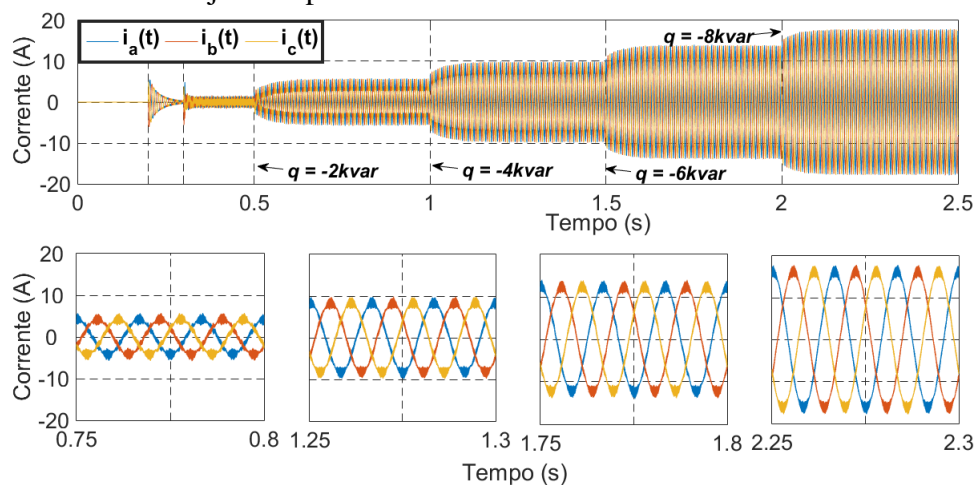 20
10
0
-10
-20
Corrente (A)
i_a(t) i_b(t) i_c(t)
q = -8kvar
q = -2kvar
q = -4kvar
q = -6kvar
0 0.5 1 1.5 2 2.5
Tempo (s)
20
10
0
-10
-20
Corrente (A)
0.75 0.8
1.25 1.3
1.75 1.8
2.25 2.3
Tempo (s)